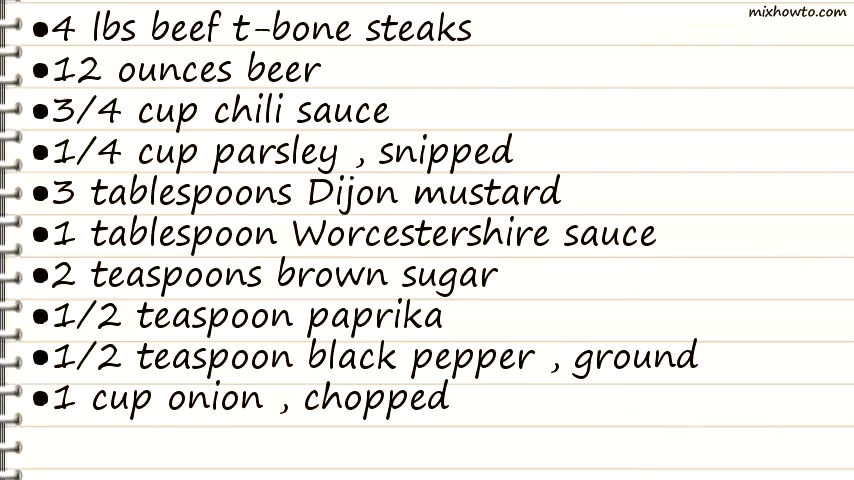 mixhowto.com
•4 lbs beef t-bone steaks
•12 ounces beer
•3/4 cup chili sauce
•1/4 cup parsley , snipped
•3 tablespoons Dijon mustard
•1 tablespoon Worcestershire sauce
•2 teaspoons brown sugar
•1/2 teaspoon paprika
•1/2 teaspoon black pepper , ground
•1 cup onion , chopped